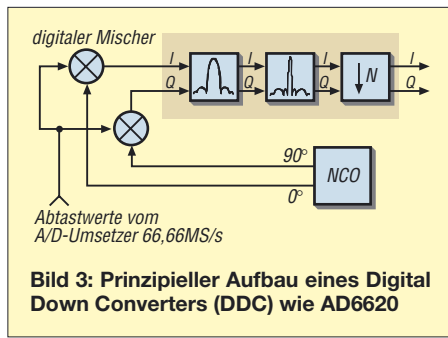 digitaler Mischer
I
I
I
I
Q
Q
Q
Q
↓ N
90°
0°
NCO
Abtastwerte vom
A/D-Umsetzer 66,66MS/s
Bild 3: Prinzipieller Aufbau eines Digital
Down Converters (DDC) wie AD6620